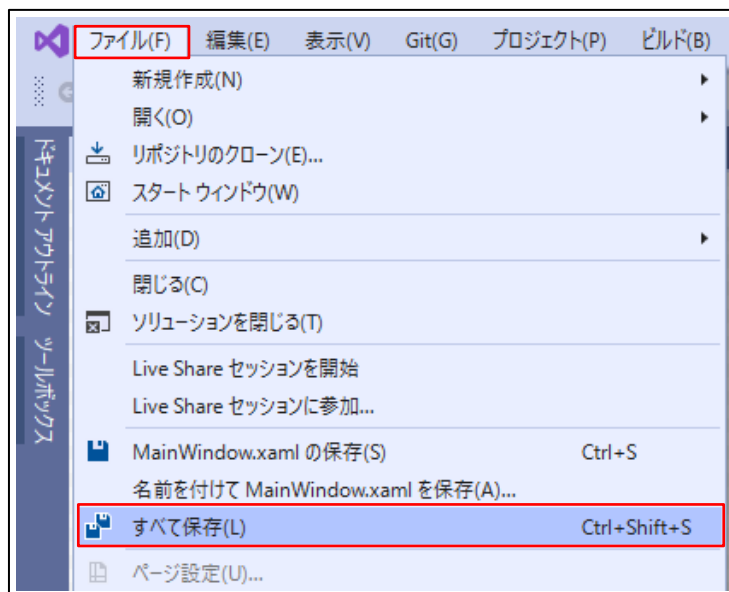 ファイル(F) 編集(E) 表示(V) Git(G) プロジェクト(P) ビルド(B)
新規作成(N)
開く(O)
リポジトリのクローン(E)...
スタート ウィンドウ(W)
追加(D)
閉じる(C)
ソリューションを閉じる(T)
Live Share セッションを開始
Live Share セッションに参加...
MainWindow.xaml の保存(S) Ctrl+S
名前を付けて MainWindow.xaml を保存(A)...
すべて保存(L) Ctrl+Shift+S
ページ設定(U)...
ドキュメント アウトライン
ツールボックス